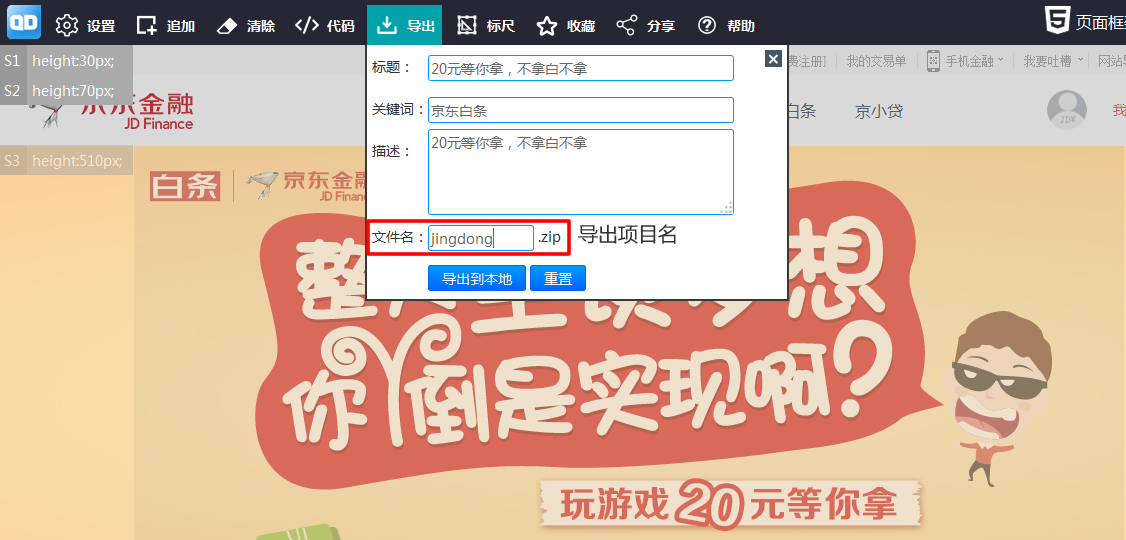 QD 设置 追加 清除 代码 导出 标尺 收藏 分享 帮助 页面框
S1 height:30px;
S2 height:70px;
S3 height:510px;
费注册] 我的交易单 手机金融 我要吐槽 网站
京东金融
JD Finance
白条 京小贷 JDW 我
标题：
20元等你拿，不拿白不拿
关键词：
京东白条
描述：
20元等你拿，不拿白不拿
文件名：
jingdong .zip 导出项目名
导出到本地 重置
白条 京东金融
JD Financ
整 想
你倒是实现啊?
玩游戏20元等你拿